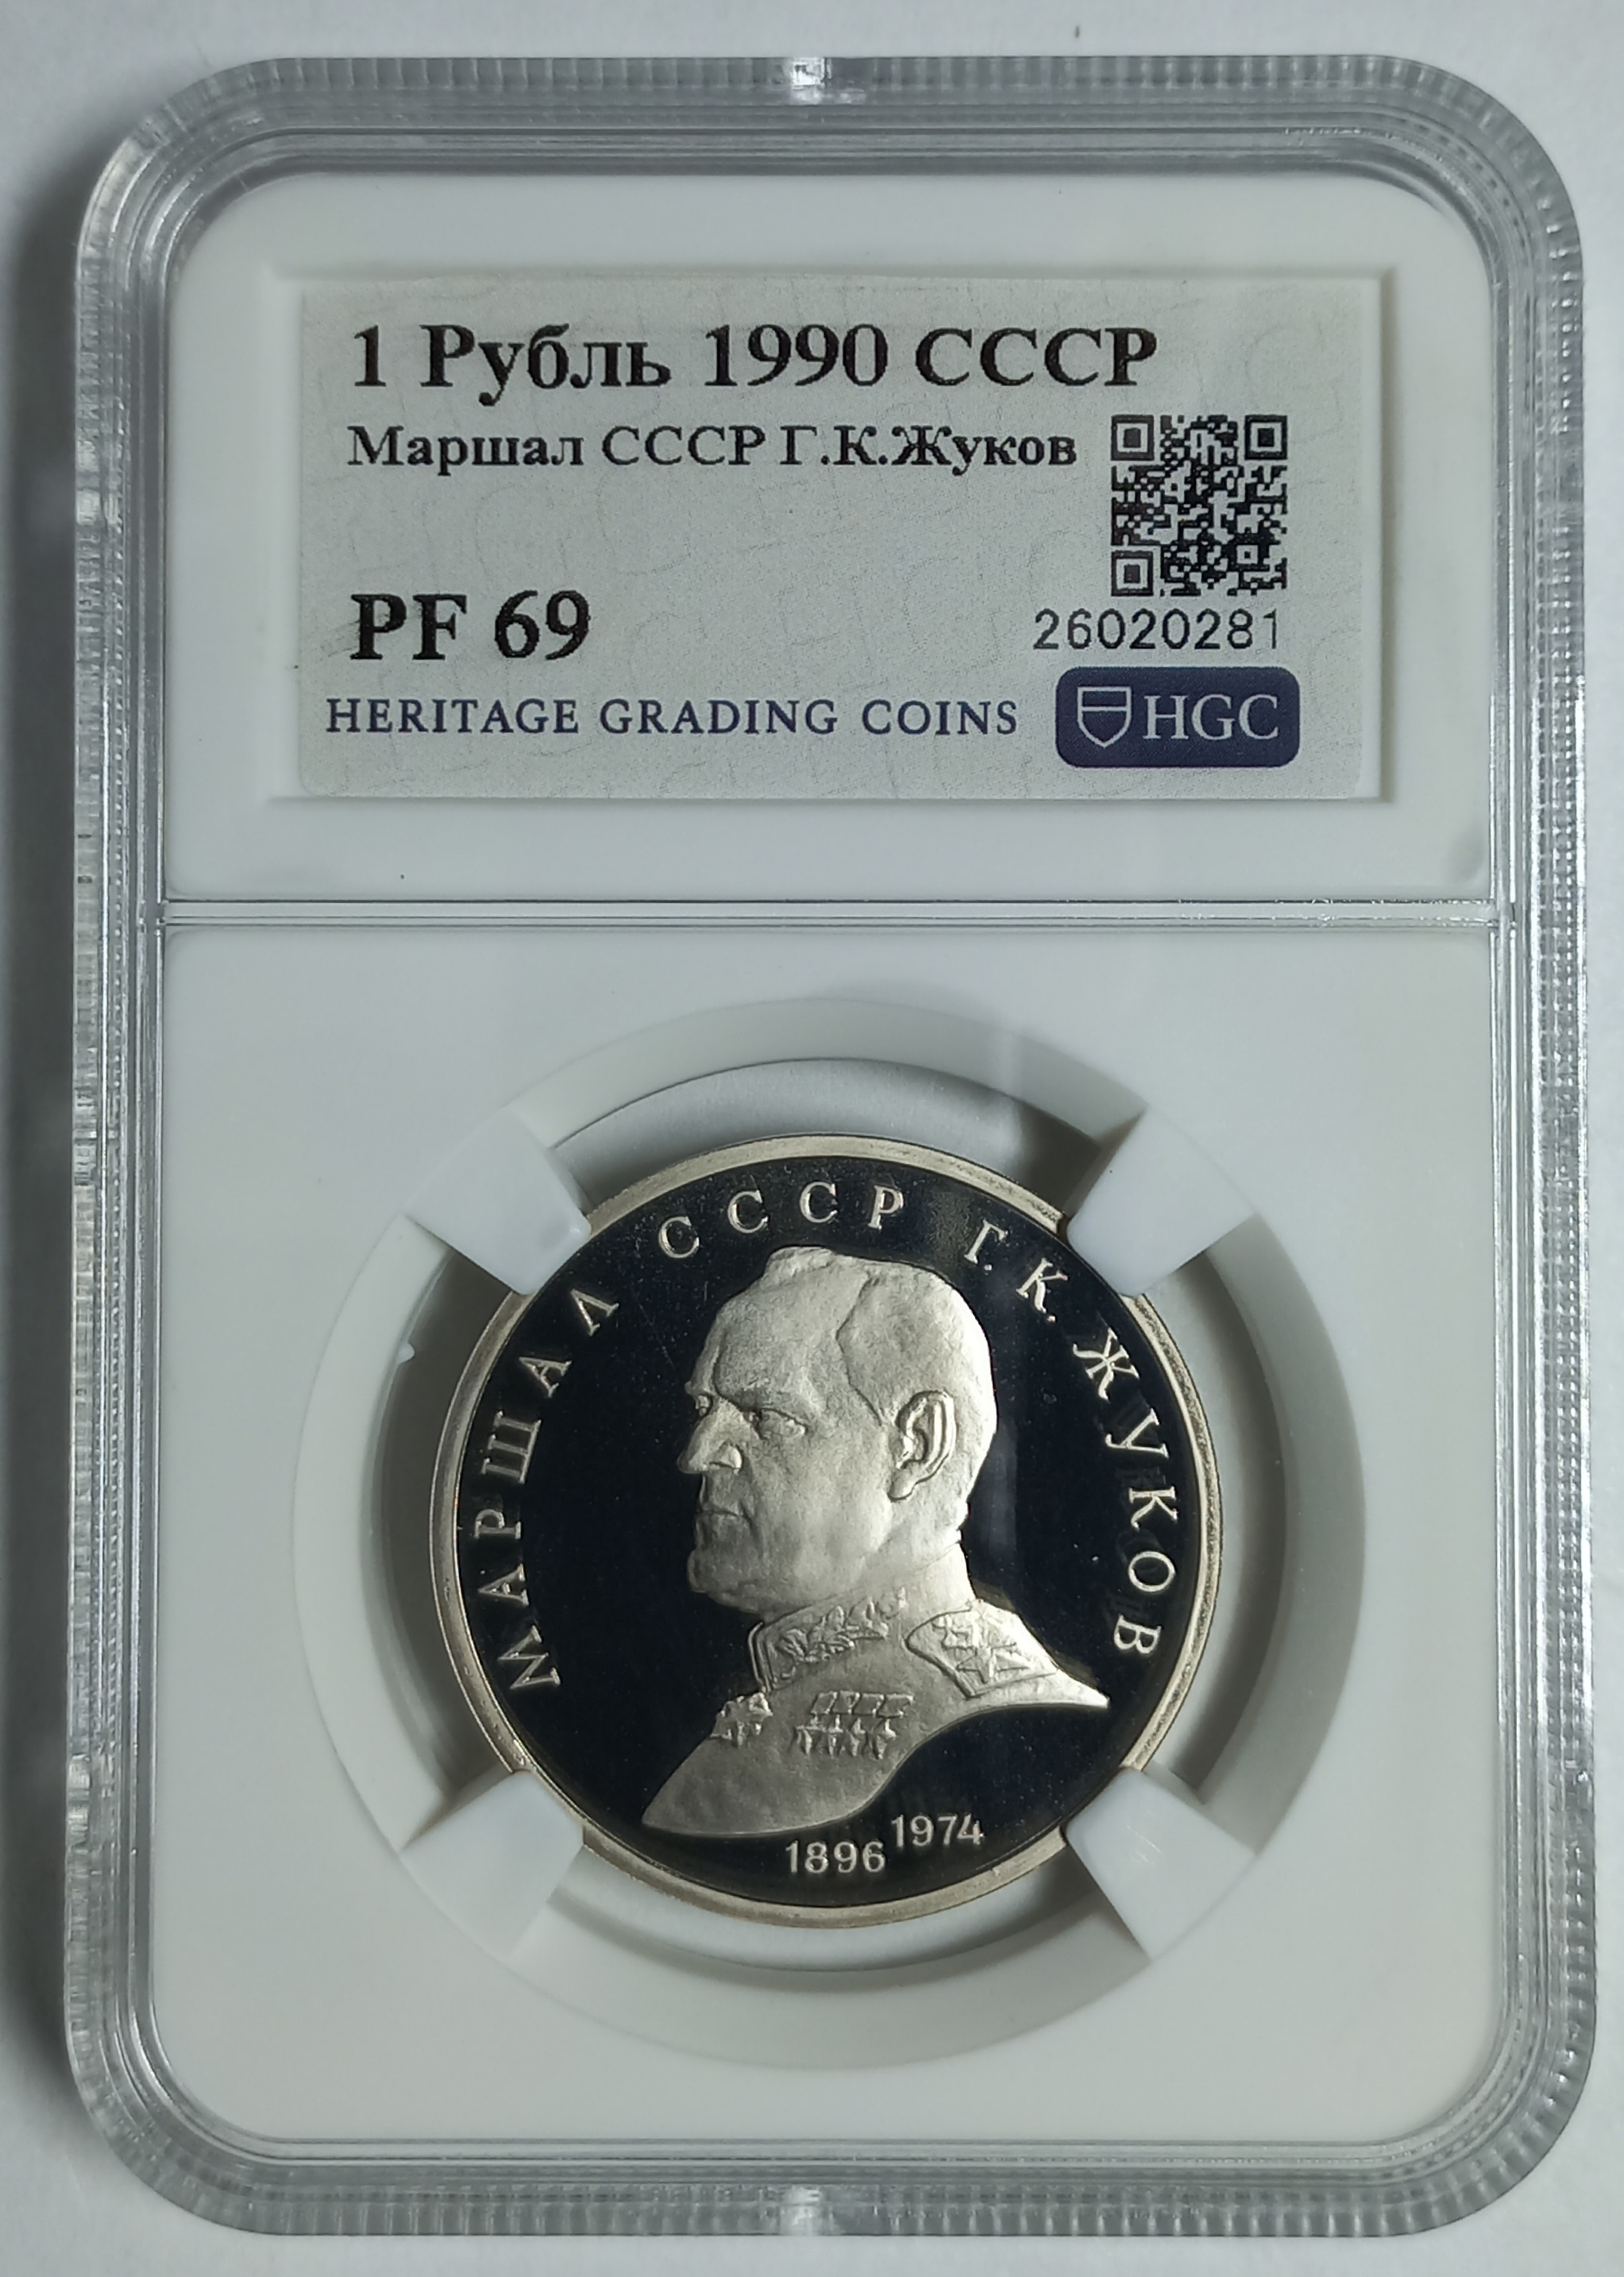 1 Рубль 1990 СССР
Маршал СССР Г.К.Жуков
PF 69
26020281
HERITAGE GRADING COINS
HGC
МАРШАЛ СССР Г.К.ЖУКОВ
1896 1974